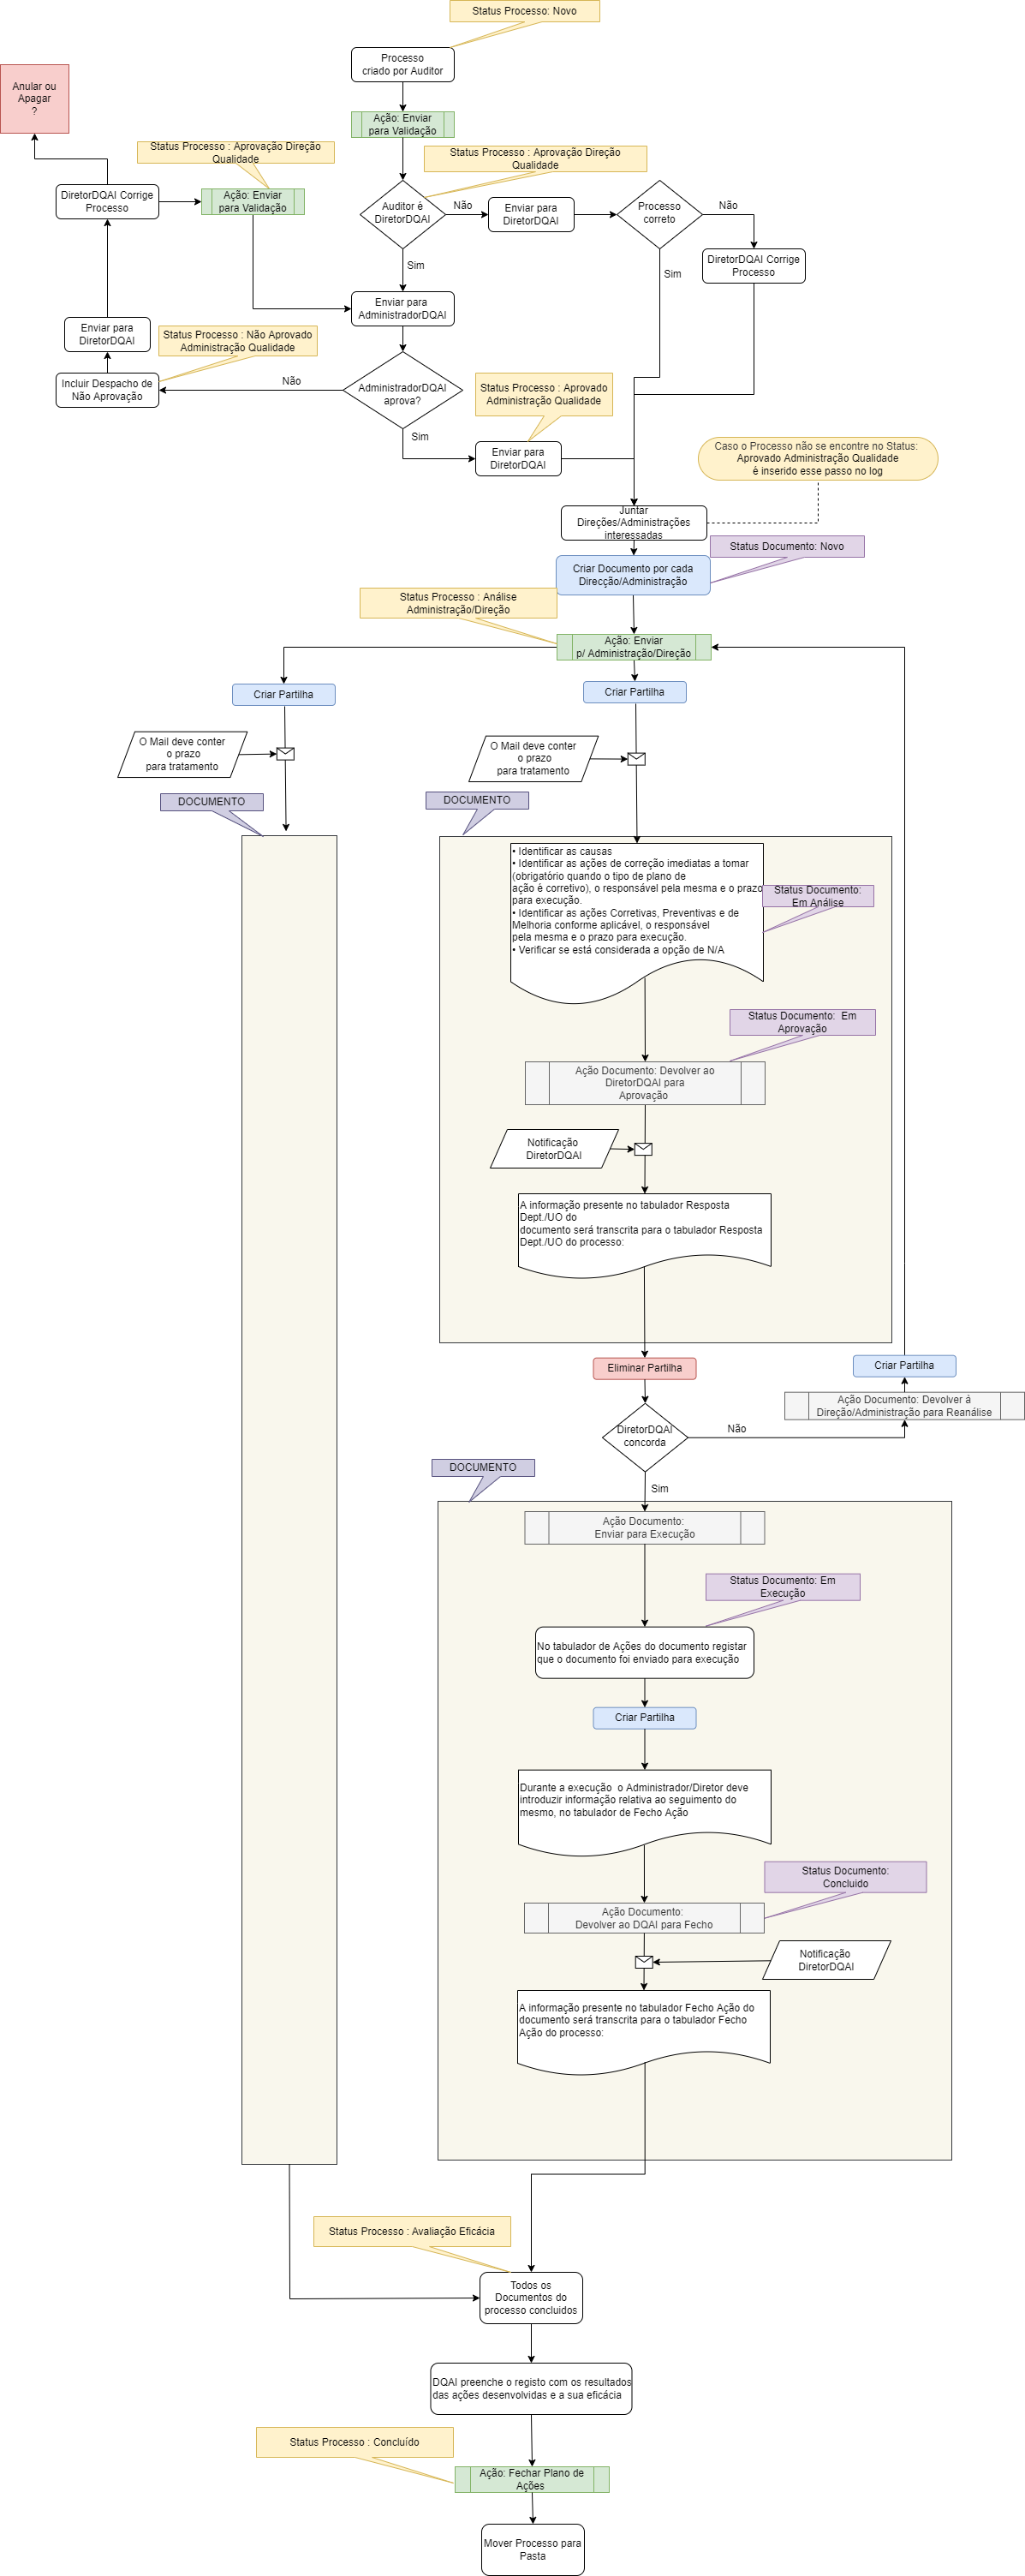 Status Processo: Novo
Processo
criado por Auditor
Anular ou
Apagar
?
Ação: Enviar
para Validação
Status Processo : Aprovação Direção
Qualidade
Status Processo : Aprovação Direção
Qualidade
DiretorDQAI Corrige
Processo
Ação: Enviar
para Validação
Auditor é
DiretorDQAI
Não
Enviar para
DiretorDQAI
Processo
correto
Não
Sim
Sim
DiretorDQAI Corrige
Processo
Enviar para
AdministradorDQAI
Enviar para
DiretorDQAI
Status Processo : Não Aprovado
Administração Qualidade
Incluir Despacho de
Não Aprovação
Não
AdministradorDQAI
aprova?
Status Processo : Aprovado
Administração Qualidade
Sim
Enviar para
DiretorDQAI
Caso o Processo não se encontre no Status:
Aprovado Administração Qualidade
é inserido esse passo no log
Juntar
Direções/Administrações
interessadas
Status Documento: Novo
Criar Documento por cada
Direcção/Administração
Status Processo : Análise
Administração/Direção
Ação: Enviar
p/ Administração/Direção
Criar Partilha
Criar Partilha
O Mail deve conter
o prazo
para tratamento
O Mail deve conter
o prazo
para tratamento
DOCUMENTO
DOCUMENTO
• Identificar as causas
• Identificar as ações de correção imediatas a tomar
(obrigatório quando o tipo de plano de
ação é corretivo), o responsável pela mesma e o prazo
para execução.
• Identificar as ações Corretivas, Preventivas e de
Melhoria conforme aplicável, o responsável
pela mesma e o prazo para execução.
• Verificar se está considerada a opção de N/A
Status Documento:
Em Análise
Status Documento:  Em
Aprovação
Ação Documento: Devolver ao
DiretorDQAI para
Aprovação
Notificação
DiretorDQAI
A informação presente no tabulador Resposta
Dept./UO do
documento será transcrita para o tabulador Resposta
Dept./UO do processo:
Eliminar Partilha
Criar Partilha
Ação Documento: Devolver à
Direção/Administração para Reanálise
DiretorDQAI
concorda
Não
DOCUMENTO
Sim
Ação Documento:
Enviar para Execução
Status Documento: Em
Execução
No tabulador de Ações do documento registar
que o documento foi enviado para execução
Criar Partilha
Durante a execução  o Administrador/Diretor deve
introduzir informação relativa ao seguimento do
mesmo, no tabulador de Fecho Ação
Status Documento:
Concluido
Ação Documento:
Devolver ao DQAI para Fecho
Notificação
DiretorDQAI
A informação presente no tabulador Fecho Ação do
documento será transcrita para o tabulador Fecho
Ação do processo:
Status Processo : Avaliação Eficácia
Todos os
Documentos do
processo concluidos
DQAI preenche o registo com os resultados
das ações desenvolvidas e a sua eficácia
Status Processo : Concluído
Ação: Fechar Plano de
Ações
Mover Processo para
Pasta